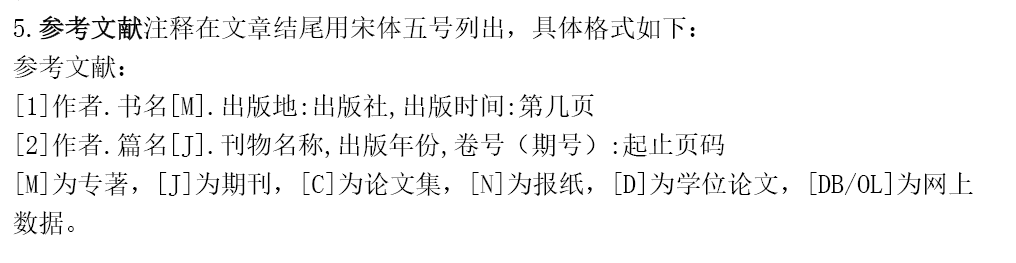 5.参考文献注释在文章结尾用宋体五号列出，具体格式如下：
参考文献：
[1]作者.书名[M].出版地:出版社,出版时间:第几页
[2]作者.篇名[J].刊物名称,出版年份,卷号（期号）:起止页码
[M]为专著，[J]为期刊，[C]为论文集，[N]为报纸，[D]为学位论文，[DB/OL]为网上
数据。